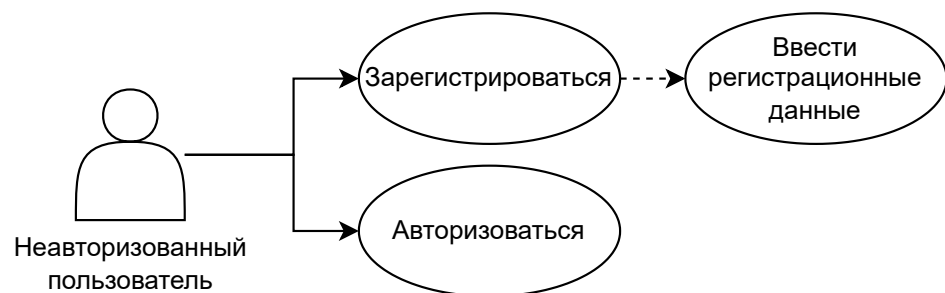 Зарегистрироваться
Ввести
регистрационные
данные
Авторизоваться
Неавторизованный
пользователь